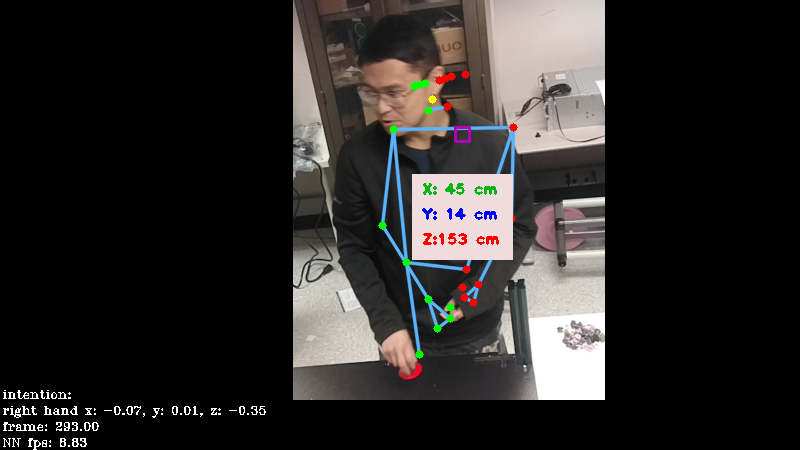 UC
X: 45 cm
Y: 14 cm
Z:153 cm
intention:
right hand x: -0.07, y: 0.01, z: -0.35
frame: 293.00
NN fps: 8.83